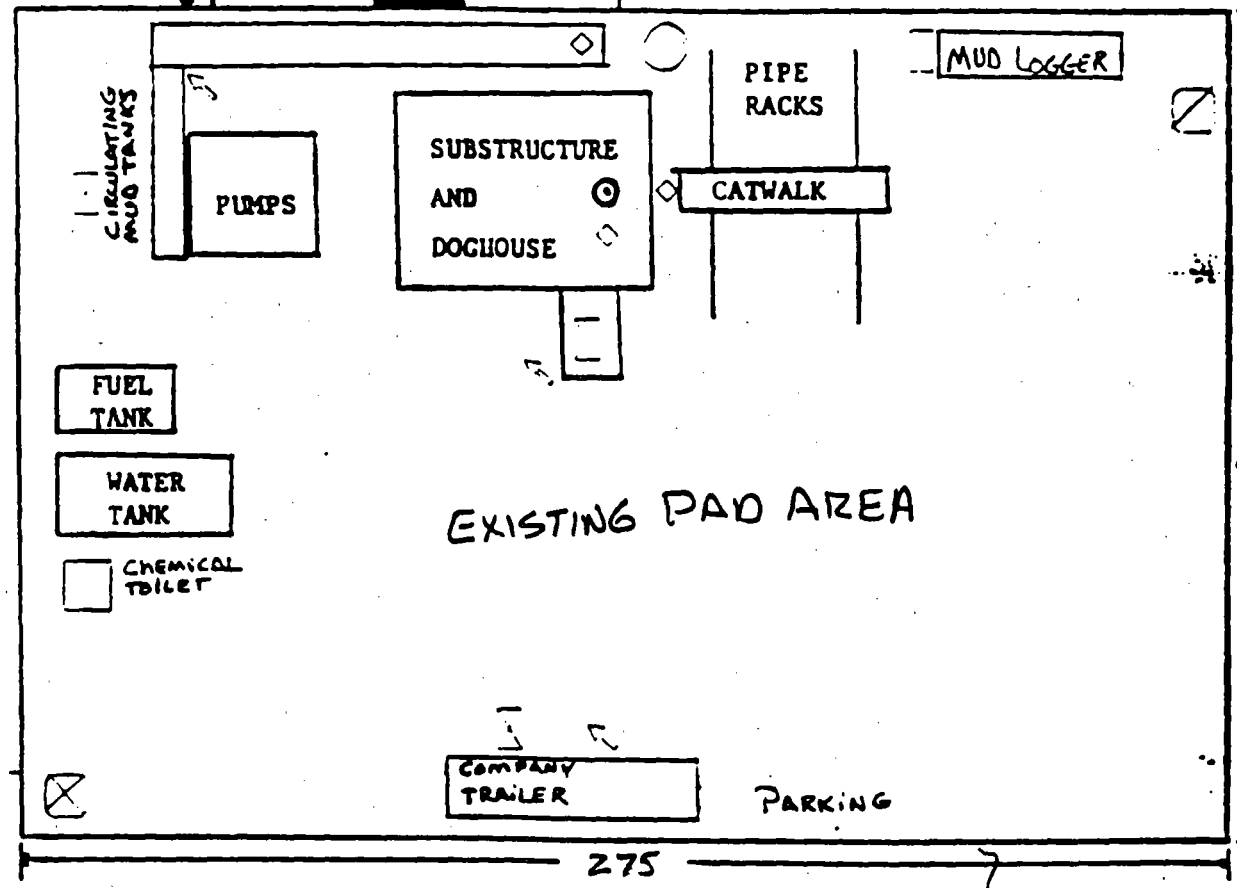 MUD LOGGER
PIPE
RACKS
CIRCULATING
MUD TANKS
SUBSTRUCTURE
AND
DOGHOUSE
PUMPS
CATWALK
FUEL
TANK
WATER
TANK
EXISTING PAD AREA
CHEMICAL
TOILET
COMPANY
TRAILER
PARKING
275